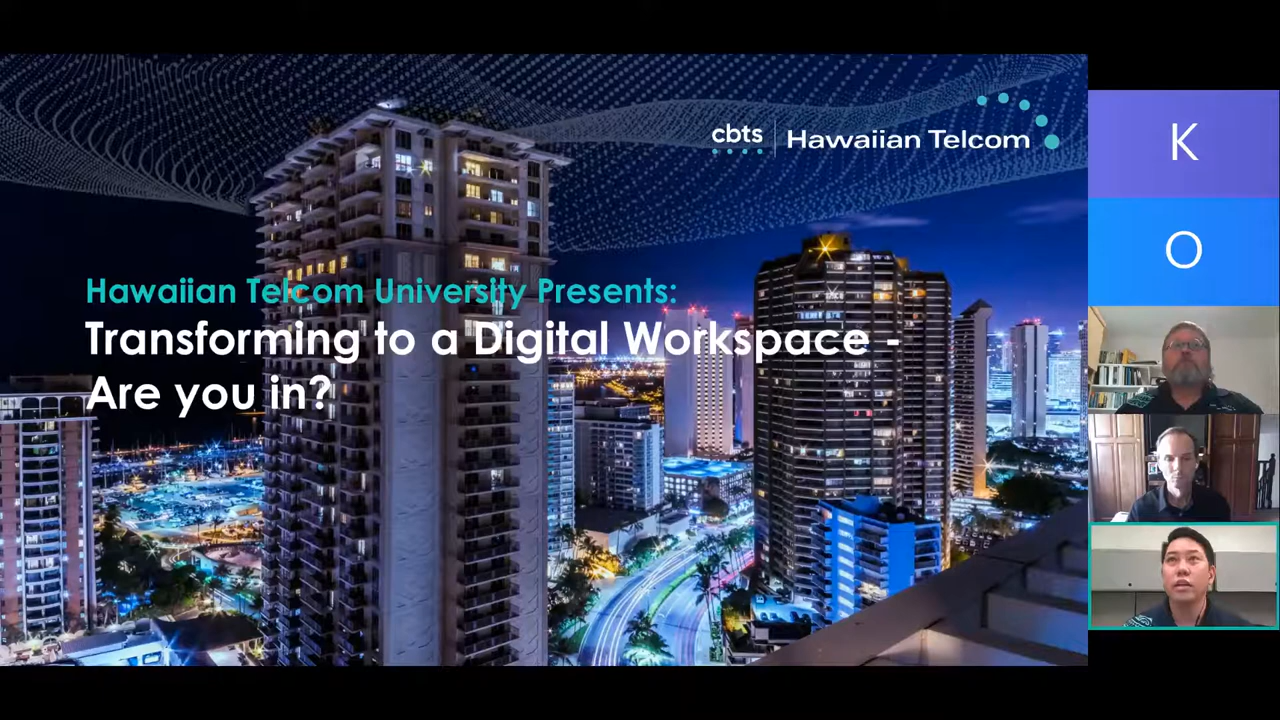 cbts | Hawaiian Telcom
Hawaiian Telcom University Presents:
Transforming to a Digital Workspace -
Are you in?
K
O